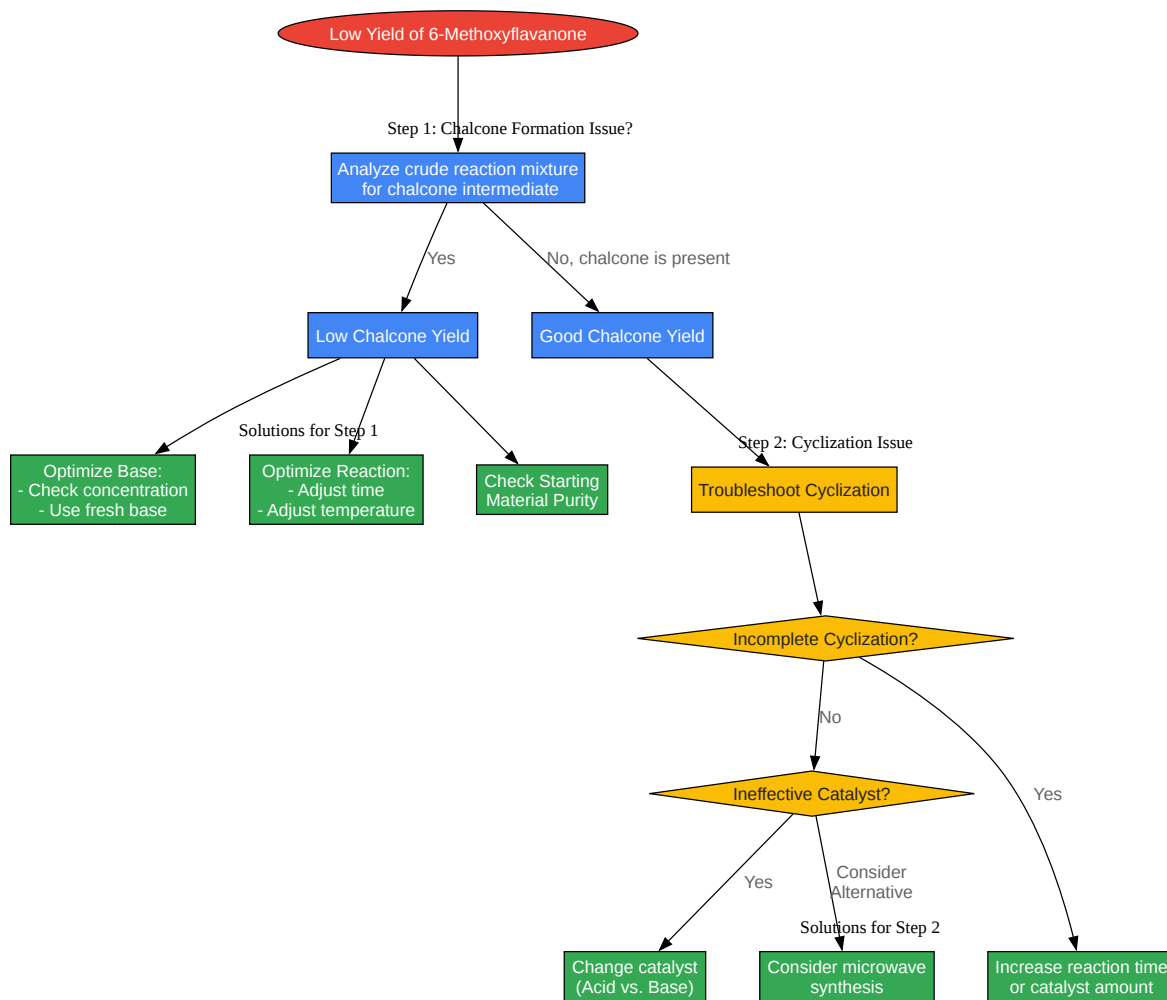 Low Yield of 6-Methoxyflavanone
Step 1: Chalcone Formation Issue?
Analyze crude reaction mixture
for chalcone intermediate
Yes
No, chalcone is present
Low Chalcone Yield
Good Chalcone Yield
Solutions for Step 1
Step 2: Cyclization Issue
Optimize Base:
- Check concentration
- Use fresh base
Optimize Reaction:
- Adjust time
- Adjust temperature
Check Starting
Material Purity
Troubleshoot Cyclization
Incomplete Cyclization?
No
Yes
Ineffective Catalyst?
Yes
Consider
Alternative
Solutions for Step 2
Change catalyst
(Acid vs. Base)
Consider microwave
synthesis
Increase reaction time
or catalyst amount